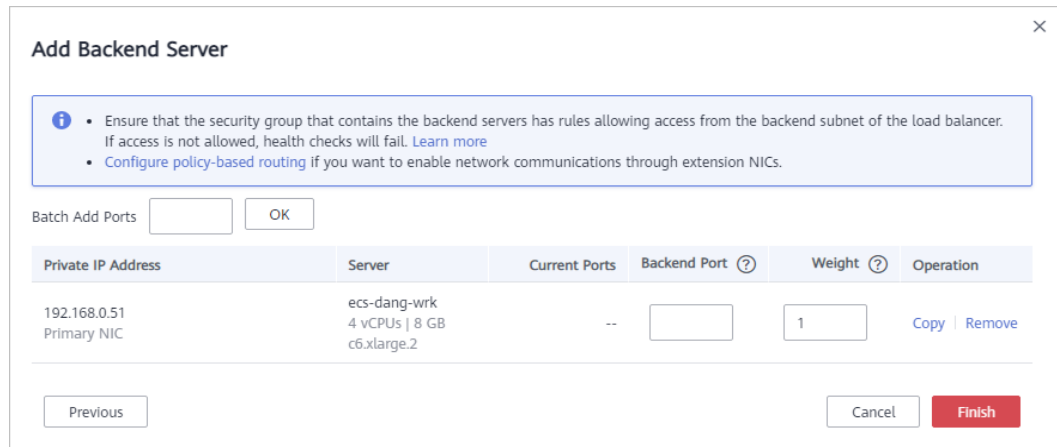 Add Backend Server
• Ensure that the security group that contains the backend servers has rules allowing access from the backend subnet of the load balancer.
If access is not allowed, health checks will fail. Learn more
• Configure policy-based routing if you want to enable network communications through extension NICs.
Batch Add Ports OK
Private IP Address Server Current Ports Backend Port ? Weight ? Operation
192.168.0.51 ecs-dang-wrk
Primary NIC 4 vCPUs | 8 GB -- 1 Copy | Remove
c6.xlarge.2
Previous Cancel Finish